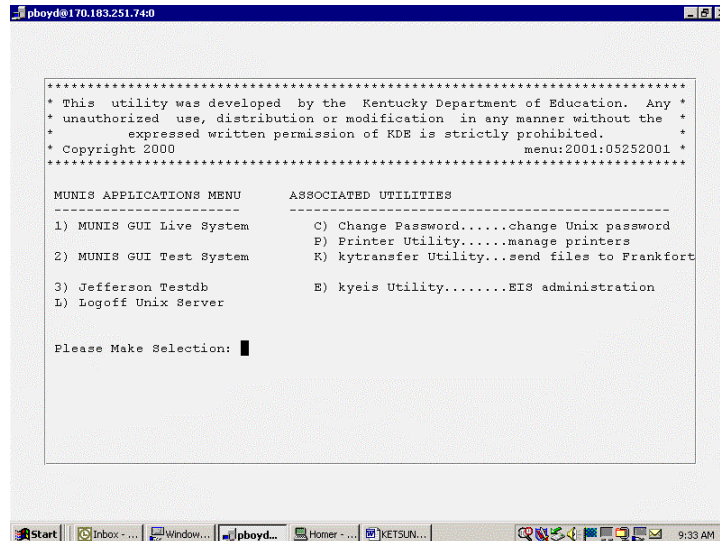 pboyd@170.183.251.74:0
*******************************************************************************
* This utility was developed by the Kentucky Department of Education. Any *
* unauthorized use, distribution or modification in any manner without the *
* expressed written permission of KDE is strictly prohibited. *
* Copyright 2000 menu:2001:05252001 *
*******************************************************************************
MUNIS APPLICATIONS MENU ASSOCIATED UTILITIES
----------------------- -----------------------------------------------
1) MUNIS GUI Live System C) Change Password......change Unix password
P) Printer Utility......manage printers
2) MUNIS GUI Test System K) kytransfer Utility...send files to Frankfort
3) Jefferson Testdb E) kyeis Utility........EIS administration
L) Logoff Unix Server
Please Make Selection:
Start Inbox - ... Window... pboyd... Homer - ... KETSUN... 9:33 AM